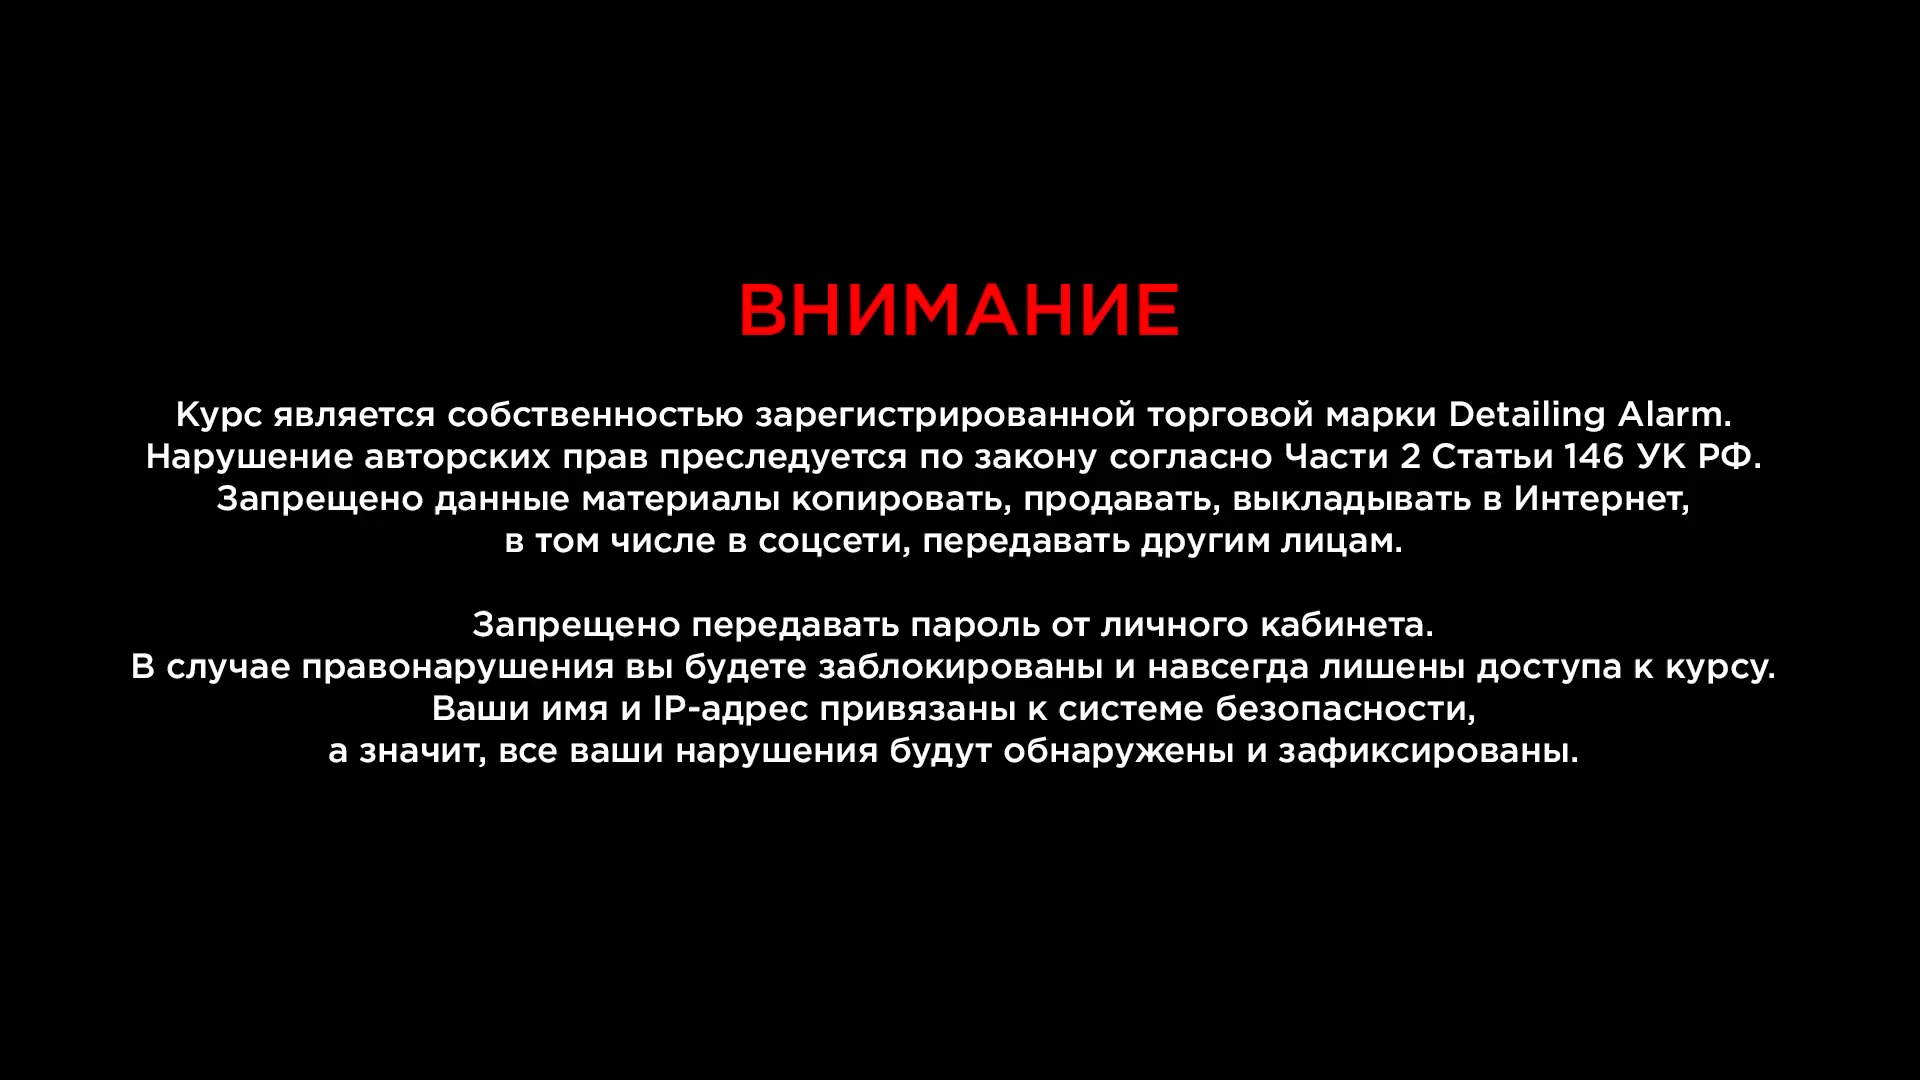 ВНИМАНИЕ
Курс является собственностью зарегистрированной торговой марки Detailing Alarm.
Нарушение авторских прав преследуется по закону согласно Части 2 Статьи 146 УК РФ.
Запрещено данные материалы копировать, продавать, выкладывать в Интернет,
в том числе в соцсети, передавать другим лицам.
Запрещено передавать пароль от личного кабинета.
В случае правонарушения вы будете заблокированы и навсегда лишены доступа к курсу.
Ваши имя и IP-адрес привязаны к системе безопасности,
а значит, все ваши нарушения будут обнаружены и зафиксированы.